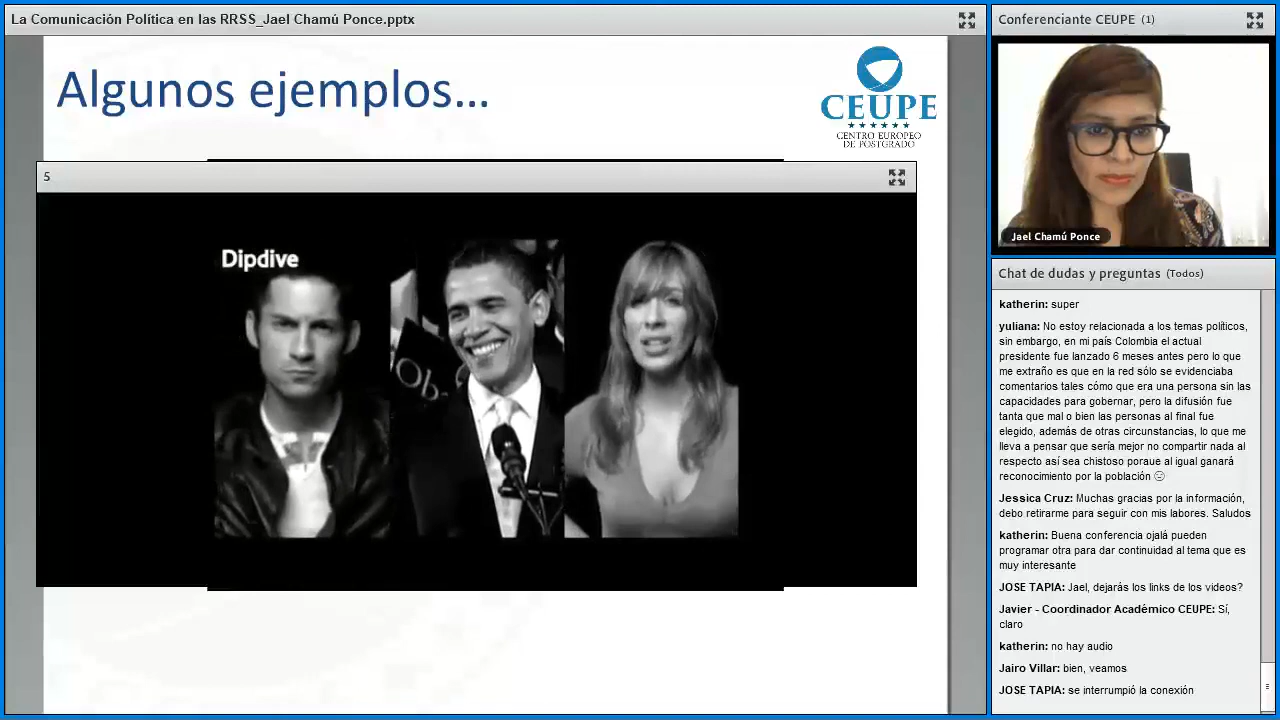 La Comunicación Política en las RRSS_Jael Chamú Ponce.pptx
Algunos ejemplos...
CEUPE
CENTRO EUROPEO
DE POSTGRADO
5
Dipdive
Ob
Conferenciante CEUPE (1)
Jael Chamú Ponce
Chat de dudas y preguntas (Todos)
katherin: super
yuliana: No estoy relacionada a los temas políticos,
sin embargo, en mi país Colombia el actual
presidente fue lanzado 6 meses antes pero lo que
me extraño es que en la red sólo se evidenciaba
comentarios tales cómo que era una persona sin las
capacidades para gobernar, pero la difusión fue
tanta que mal o bien las personas al final fue
elegido, además de otras circunstancias, lo que me
lleva a pensar que sería mejor no compartir nada al
respecto así sea chistoso poraue al igual ganará
reconocimiento por la población
Jessica Cruz: Muchas gracias por la información,
debo retirarme para seguir con mis labores. Saludos
katherin: Buena conferencia ojalá pueden
programar otra para dar continuidad al tema que es
muy interesante
JOSE TAPIA: Jael, dejarás los links de los videos?
Javier - Coordinador Académico CEUPE: Sí,
claro
katherin: no hay audio
Jairo Villar: bien, veamos
JOSE TAPIA: se interrumpió la conexión